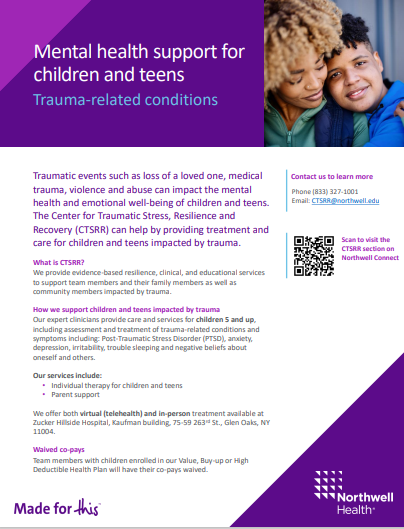 Mental health support for
children and teens
Trauma-related conditions
Traumatic events such as loss of a loved one, medical
trauma, violence and abuse can impact the mental
health and emotional well-being of children and teens.
The Center for Traumatic Stress, Resilience and
Recovery (CTSRR) can help by providing treatment and
care for children and teens impacted by trauma.
What is CTSRR?
We provide evidence-based resilience, clinical, and educational services
to support team members and their family members as well as
community members impacted by trauma.
How we support children and teens impacted by trauma
Our expert clinicians provide care and services for children 5 and up,
including assessment and treatment of trauma-related conditions and
symptoms including: Post-Traumatic Stress Disorder (PTSD), anxiety,
depression, irritability, trouble sleeping and negative beliefs about
oneself and others.
Our services include:
• Individual therapy for children and teens
• Parent support
We offer both virtual (telehealth) and in-person treatment available at
Zucker Hillside Hospital, Kaufman building, 75-59 263rd St., Glen Oaks, NY
11004.
Waived co-pays
Team members with children enrolled in our Value, Buy-up or High
Deductible Health Plan will have their co-pays waived.
Contact us to learn more
Phone (833) 327-1001
Email: CTSRR@northwell.edu
Scan to visit the
CTSRR section on
Northwell Connect
Made for this™
Northwell
Health®